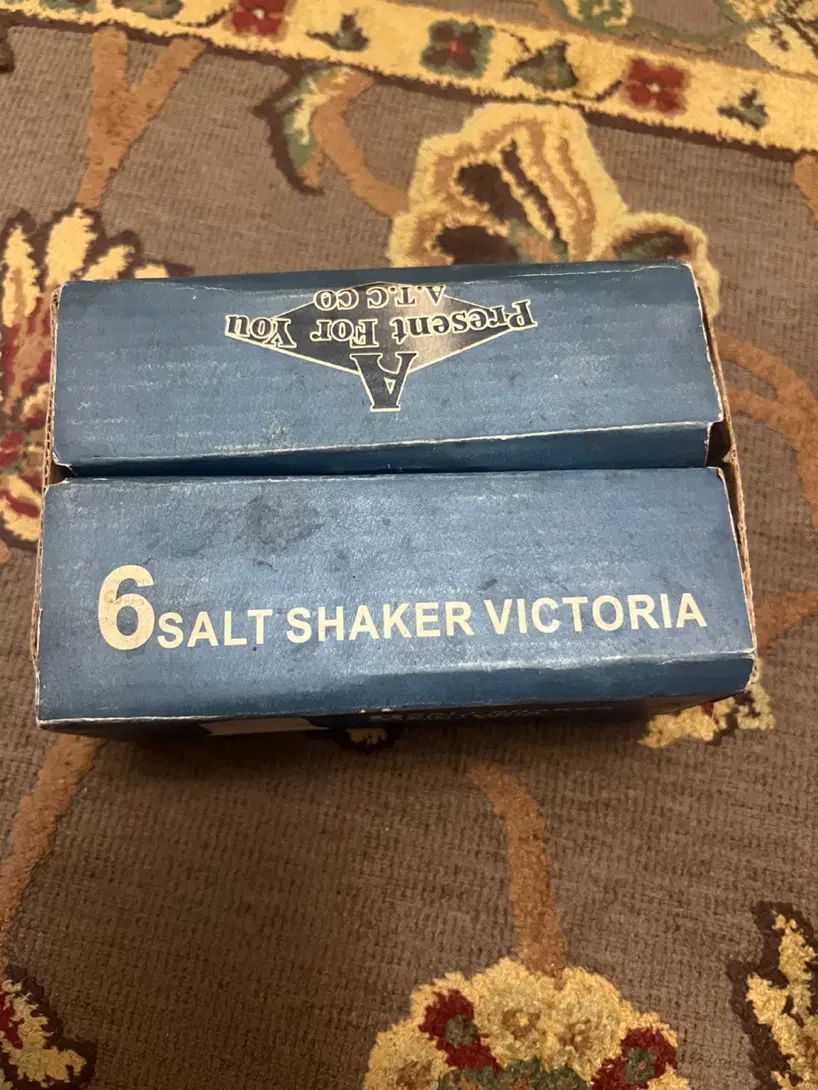 A
Present For You
A.T.C CO
6 SALT SHAKER VICTORIA